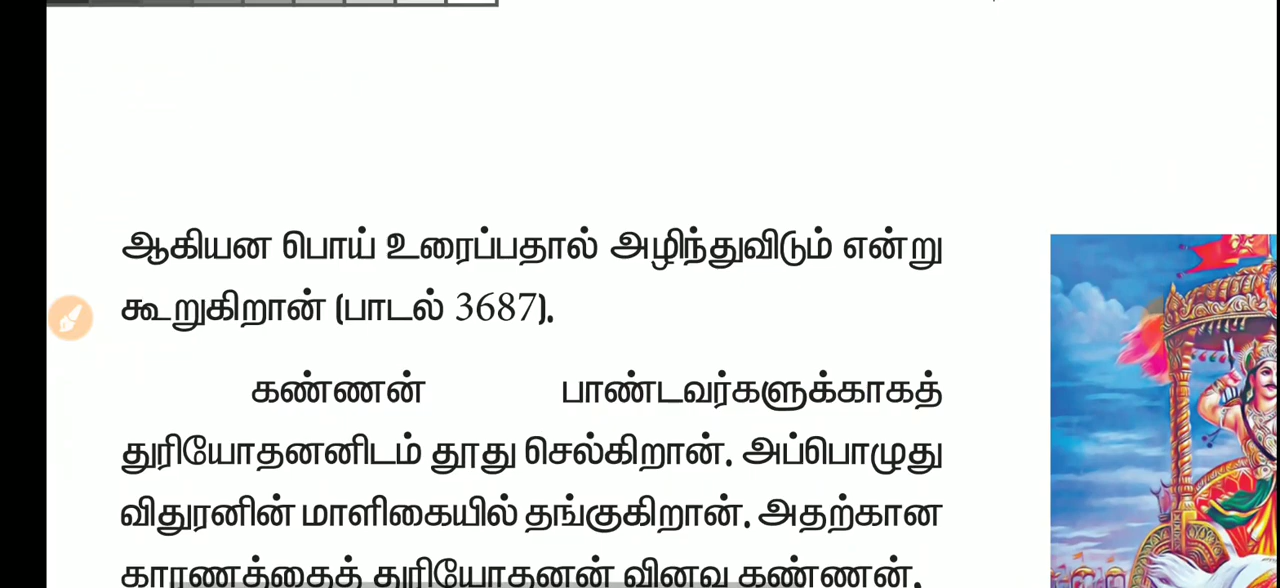 ஆகியன பொய் உரைப்பதால் அழிந்துவிடும் என்று
கூறுகிறான் (பாடல் 3687).
கண்ணன் பாண்டவர்களுக்காகத்
துரியோதனனிடம் தூது செல்கிறான். அப்பொழுது
விதுரனின் மாளிகையில் தங்குகிறான். அதற்கான
காரணத்தைத் துரியோதனன் வினவ கண்ணன்,